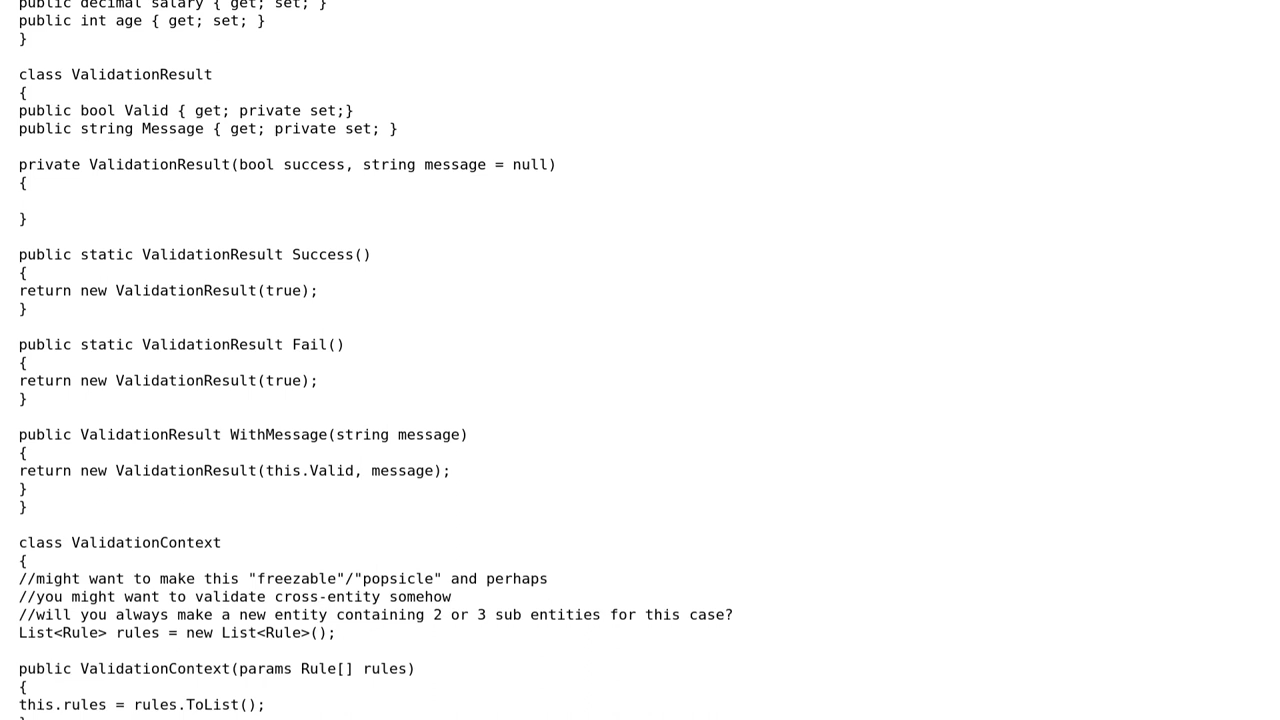 public decimal salary { get; set; }
public int age { get; set; }
}
class ValidationResult
{
public bool Valid { get; private set;}
public string Message { get; private set; }
private ValidationResult(bool success, string message = null)
{
}
public static ValidationResult Success()
{
return new ValidationResult(true);
}
public static ValidationResult Fail()
{
return new ValidationResult(true);
}
public ValidationResult WithMessage(string message)
{
return new ValidationResult(this.Valid, message);
}
}
class ValidationContext
{
//might want to make this "freezable"/"popsicle" and perhaps
//you might want to validate cross-entity somehow
//will you always make a new entity containing 2 or 3 sub entities for this case?
List<Rule> rules = new List<Rule>();
public ValidationContext(params Rule[] rules)
{
this.rules = rules.ToList();
}